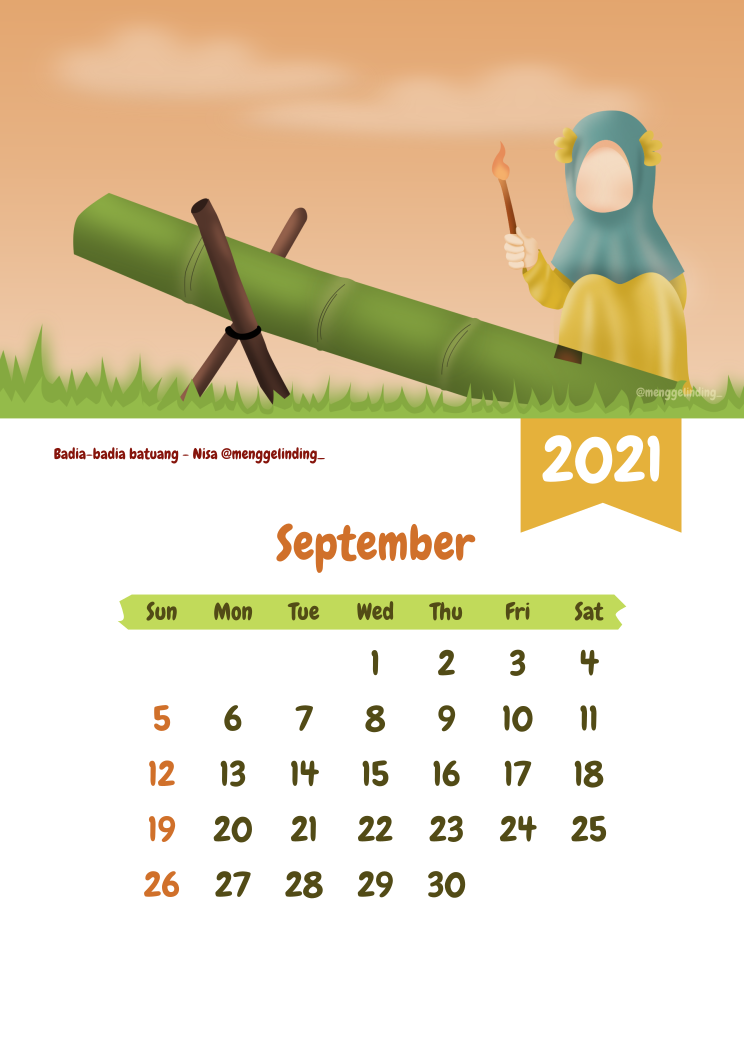 @menggelinding_
Badia-badia batuang - Nisa @menggelinding_
2021
September
Sun Mon Tue Wed Thu Fri Sat
1 2 3 4
5 6 7 8 9 10 11
12 13 14 15 16 17 18
19 20 21 22 23 24 25
26 27 28 29 30